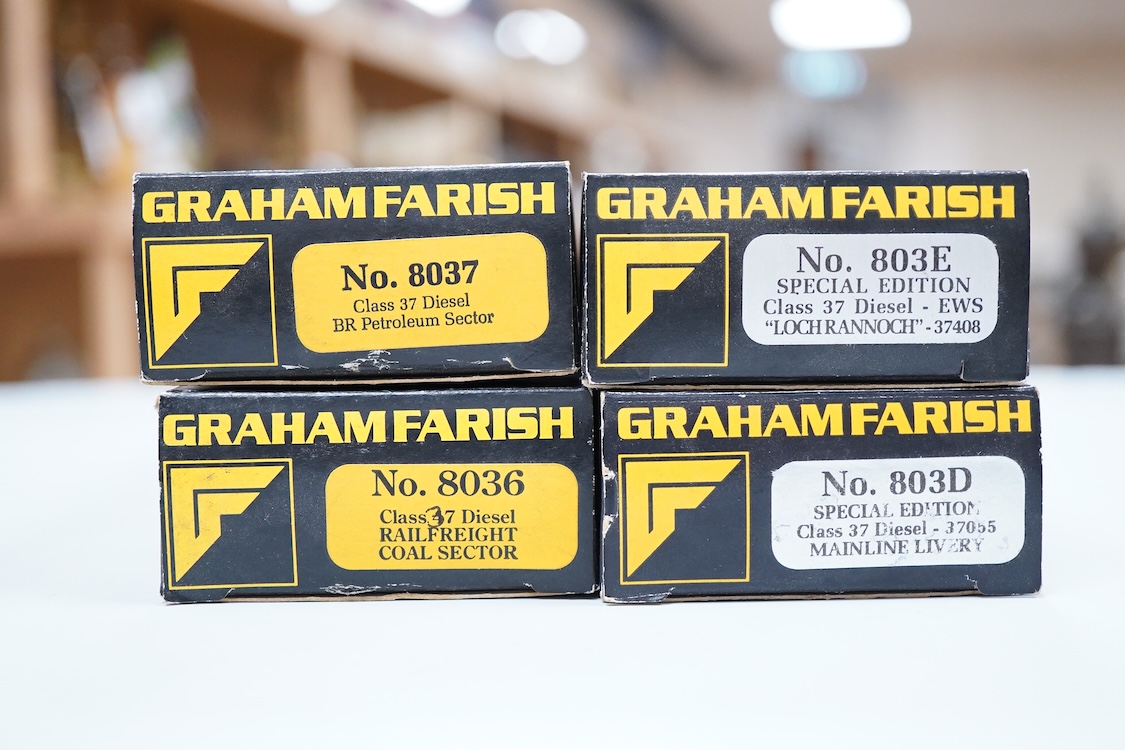 GRAHAM FARISH
No. 8037
Class 37 Diesel
BR Petroleum Sector
GRAHAM FARISH
No. 803E
SPECIAL EDITION
Class 37 Diesel - EWS
“LOCH RANNOCH” - 37408
GRAHAM FARISH
No. 8036
Class 37 Diesel
RAILFREIGHT
COAL SECTOR
GRAHAM FARISH
No. 803D
SPECIAL EDITION
Class 37 Diesel - 37055
MAINLINE LIVERY